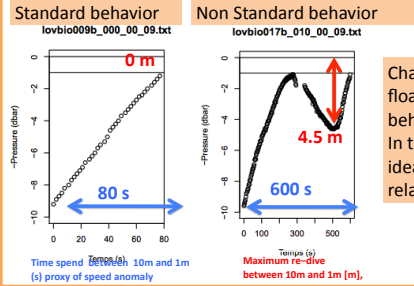 Standard behavior
Non Standard behavior
lovbio009b_000_00_09.txt
lovbio017b_010_00_09.txt
0 m
4.5 m
80 s
600 s
−Pressure (dbar)
−Pressure (dbar)
0
−2
−4
−6
−8
−10
0
−2
−4
−6
−8
−10
0 20 40 60 80
0 100 300 500
Temps (s)
Temps (s)
Time spend between 10m and 1m
(s) proxy of speed anomaly
Maximum re-dive
between 10m and 1m [m],
Cha
floa
beh
In t
idea
rela